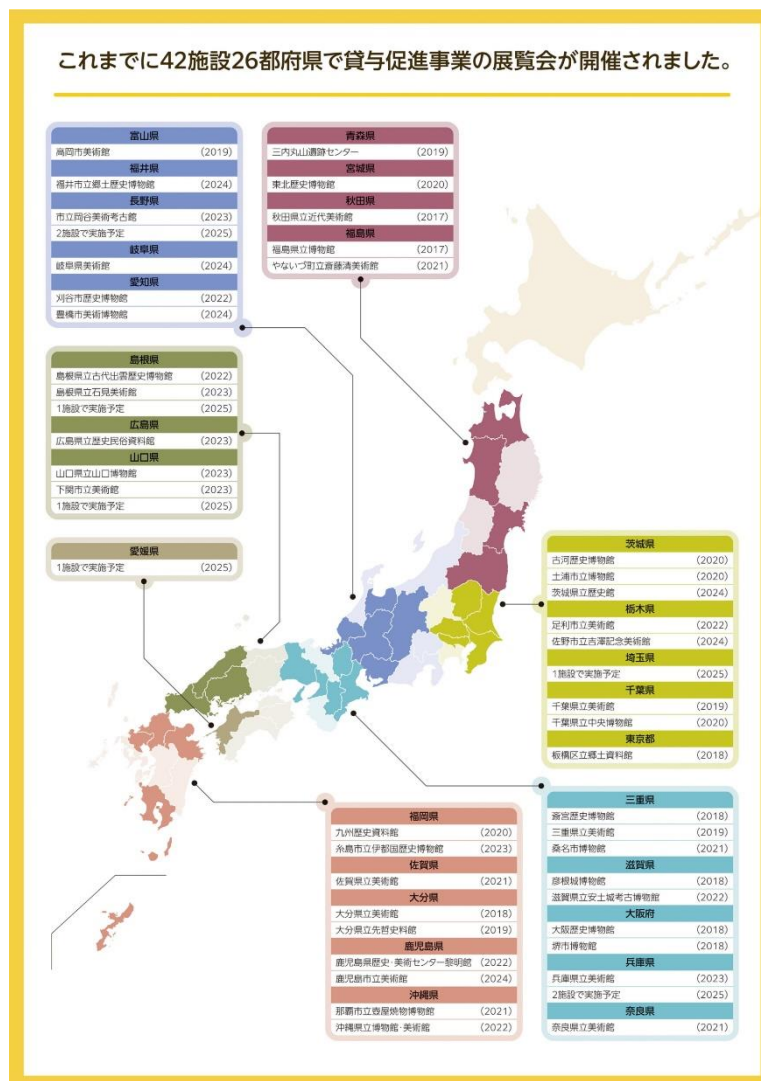 これまでに42施設26都府県で貸与促進事業の展覧会が開催されました。
富山県
高岡市美術館 (2019)
福井県
福井市立郷土歴史博物館 (2024)
長野県
市立岡谷美術考古館 (2023)
2施設で実施予定 (2025)
岐阜県
岐阜県美術館 (2024)
愛知県
刈谷市歴史博物館 (2022)
豊橋市美術博物館 (2024)
青森県
三内丸山遺跡センター (2019)
宮城県
東北歴史博物館 (2020)
秋田県
秋田県立近代美術館 (2017)
福島県
福島県立博物館 (2017)
やないづ町立斎藤清美術館 (2021)
島根県
島根県立古代出雲歴史博物館 (2022)
島根県立石見美術館 (2023)
1施設で実施予定 (2025)
広島県
広島県立歴史民俗資料館 (2023)
山口県
山口県立山口博物館 (2023)
下関市立美術館 (2023)
1施設で実施予定 (2025)
愛媛県
1施設で実施予定 (2025)
茨城県
古河歴史博物館 (2020)
土浦市立博物館 (2020)
茨城県立歴史館 (2024)
栃木県
足利市立美術館 (2022)
佐野市立吉澤記念美術館 (2024)
埼玉県
1施設で実施予定 (2025)
千葉県
千葉県立美術館 (2019)
千葉県立中央博物館 (2020)
東京都
板橋区立郷土資料館 (2018)
福岡県
九州歴史資料館 (2020)
糸島市立伊都国歴史博物館 (2023)
佐賀県
佐賀県立美術館 (2021)
大分県
大分県立美術館 (2018)
大分県立先哲史料館 (2019)
鹿児島県
鹿児島県歴史・美術センター黎明館 (2022)
鹿児島市立美術館 (2024)
沖縄県
那覇市立壺屋焼物博物館 (2021)
沖縄県立博物館・美術館 (2022)
三重県
斎宮歴史博物館 (2018)
三重県立美術館 (2019)
桑名市博物館 (2021)
滋賀県
彦根城博物館 (2018)
滋賀県立安土城考古博物館 (2022)
大阪府
大阪歴史博物館 (2018)
堺市博物館 (2018)
兵庫県
兵庫県立美術館 (2023)
2施設で実施予定 (2025)
奈良県
奈良県立美術館 (2021)